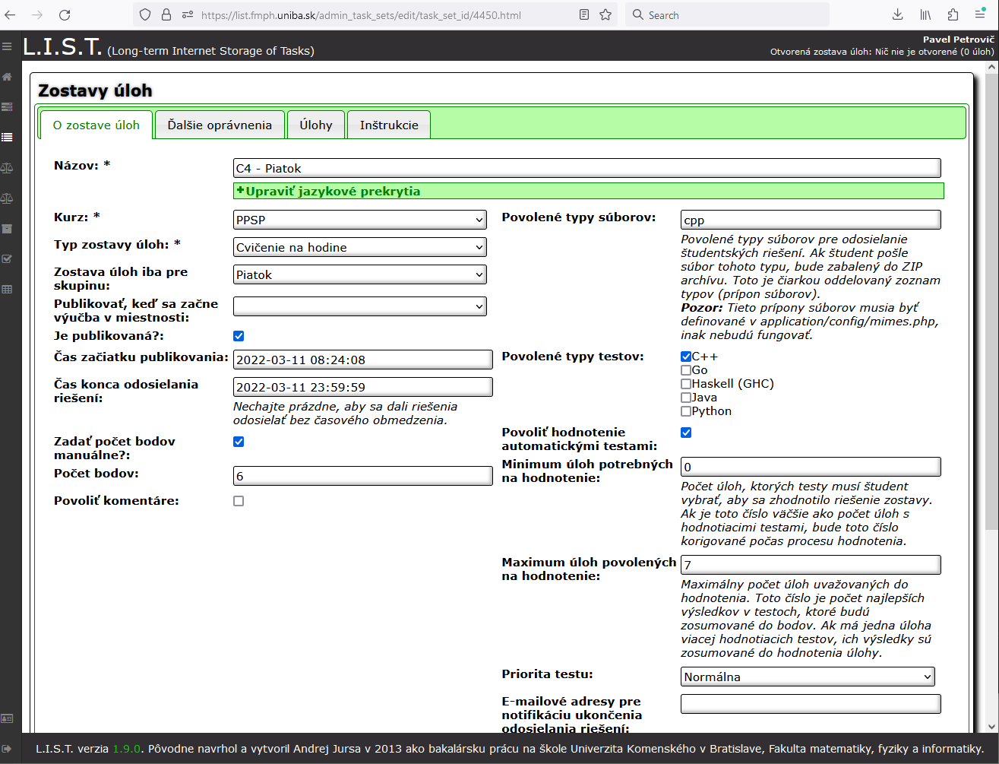 https://list.fmph.uniba.sk/admin_task_sets/edit/task_set_id/4450.html
Search
L.I.S.T. (Long-term Internet Storage of Tasks)
Pavel Petrovič
Otvorená zostava úloh: Nič nie je otvorené (0 úloh)
Zostavy úloh
O zostave úloh
Ďalšie oprávnenia
Úlohy
Inštrukcie
Názov: *
C4 - Piatok
Upraviť jazykové prekrytia
Kurz: *
PPSP
Typ zostavy úloh: *
Cvičenie na hodine
Zostava úloh iba pre
skupinu:
Piatok
Publikovať, keď sa začne
výučba v miestnosti:
Je publikovaná?:
Čas začiatku publikovania:
2022-03-11 08:24:08
Čas konca odosielania
riešení:
2022-03-11 23:59:59
Nechajte prázdne, aby sa dali riešenia
odosielať bez časového obmedzenia.
Zadať počet bodov
manuálne?:
Počet bodov:
6
Povoliť komentáre:
Povolené typy súborov:
cpp
Povolené typy súborov pre odosielanie
študentských riešení. Ak študent pošle
súbor tohoto typu, bude zabalený do ZIP
archívu. Toto je čiarkou oddelovaný zoznam
typov (prípon súborov).
Pozor: Tieto prípony súborov musia byť
definované v application/config/mimes.php,
inak nebudú fungovať.
Povolené typy testov:
C++
Go
Haskell (GHC)
Java
Python
Povoliť hodnotenie
automatickými testami:
Minimum úloh potrebných
na hodnotenie:
0
Počet úloh, ktorých testy musí študent
vybrať, aby sa zhodnotilo riešenie zostavy.
Ak je toto číslo väčšie ako počet úloh s
hodnotiacimi testami, bude toto číslo
korigované počas procesu hodnotenia.
Maximum úloh povolených
na hodnotenie:
7
Maximálny počet úloh uvažovaných do
hodnotenia. Toto číslo je počet najlepších
výsledkov v testoch, ktoré budú
zosumované do bodov. Ak má jedna úloha
viacej hodnotiacich testov, ich výsledky sú
zosumované do hodnotenia úlohy.
Priorita testu:
Normálna
E-mailové adresy pre
notifikáciu ukončenia
odosielania riešení:
L.I.S.T. verzia 1.9.0. Pôvodne navrhol a vytvoril Andrej Jursa v 2013 ako bakalársku prácu na škole Univerzita Komenského v Bratislave, Fakulta matematiky, fyziky a informatiky.